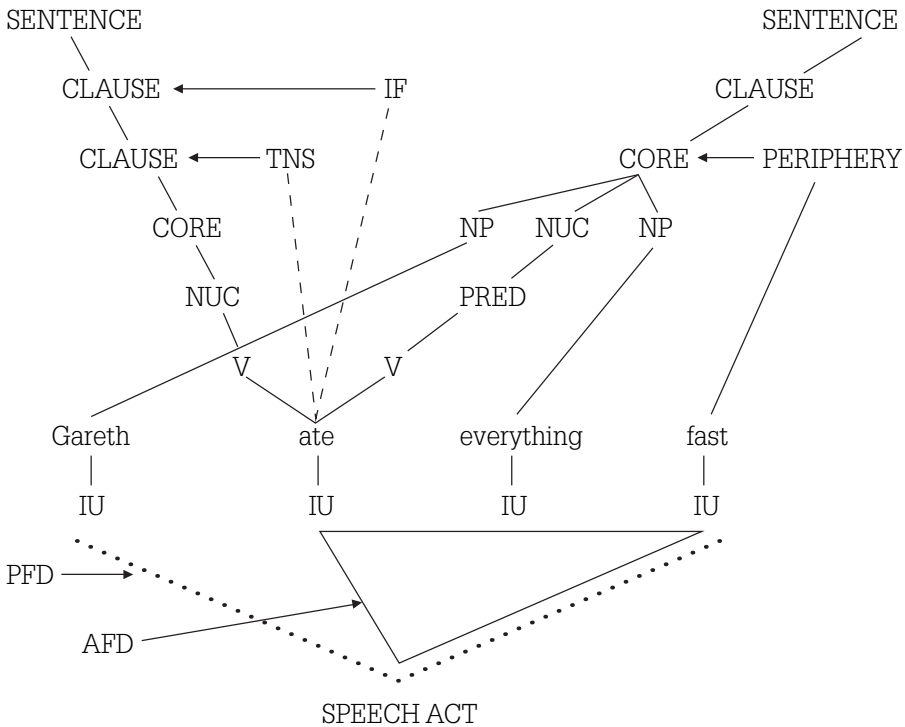 SENTENCE SENTENCE
CLAUSE IF CLAUSE
CLAUSE TNS CORE PERIPHERY
CORE NP NUC NP
NUC PRED
V V
Gareth ate everything fast
IU IU IU IU
PFD
AFD
SPEECH ACT